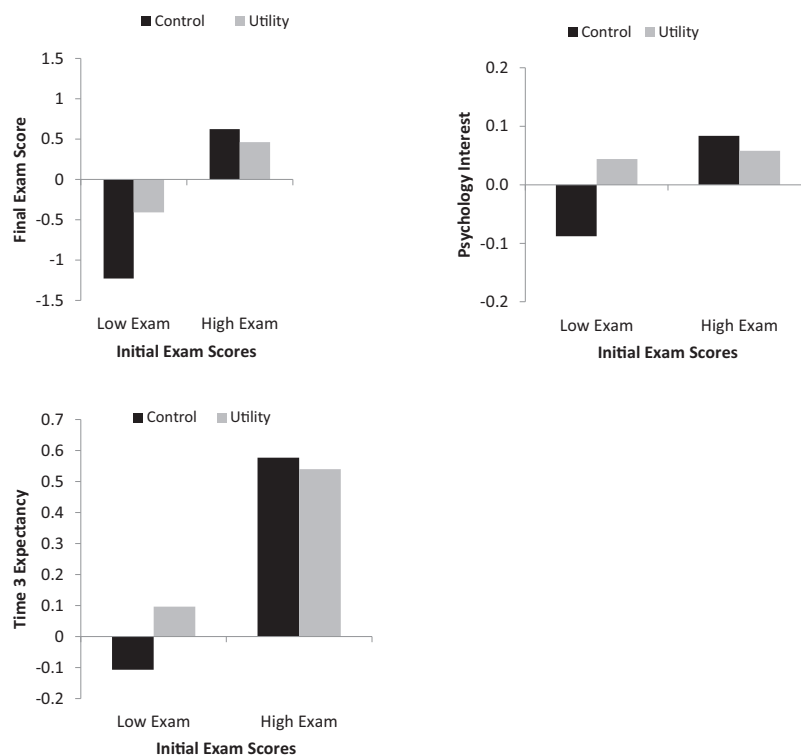 Control Utility
1.5
1
0.5
0
-0.5
-1
-1.5
Final Exam Score
Low Exam High Exam
Initial Exam Scores
Control Utility
0.2
0.1
0.0
-0.1
-0.2
Psychology Interest
Low Exam High Exam
Initial Exam Scores
Control Utility
0.7
0.6
0.5
0.4
0.3
0.2
0.1
0
-0.1
-0.2
Time 3 Expectancy
Low Exam High Exam
Initial Exam Scores